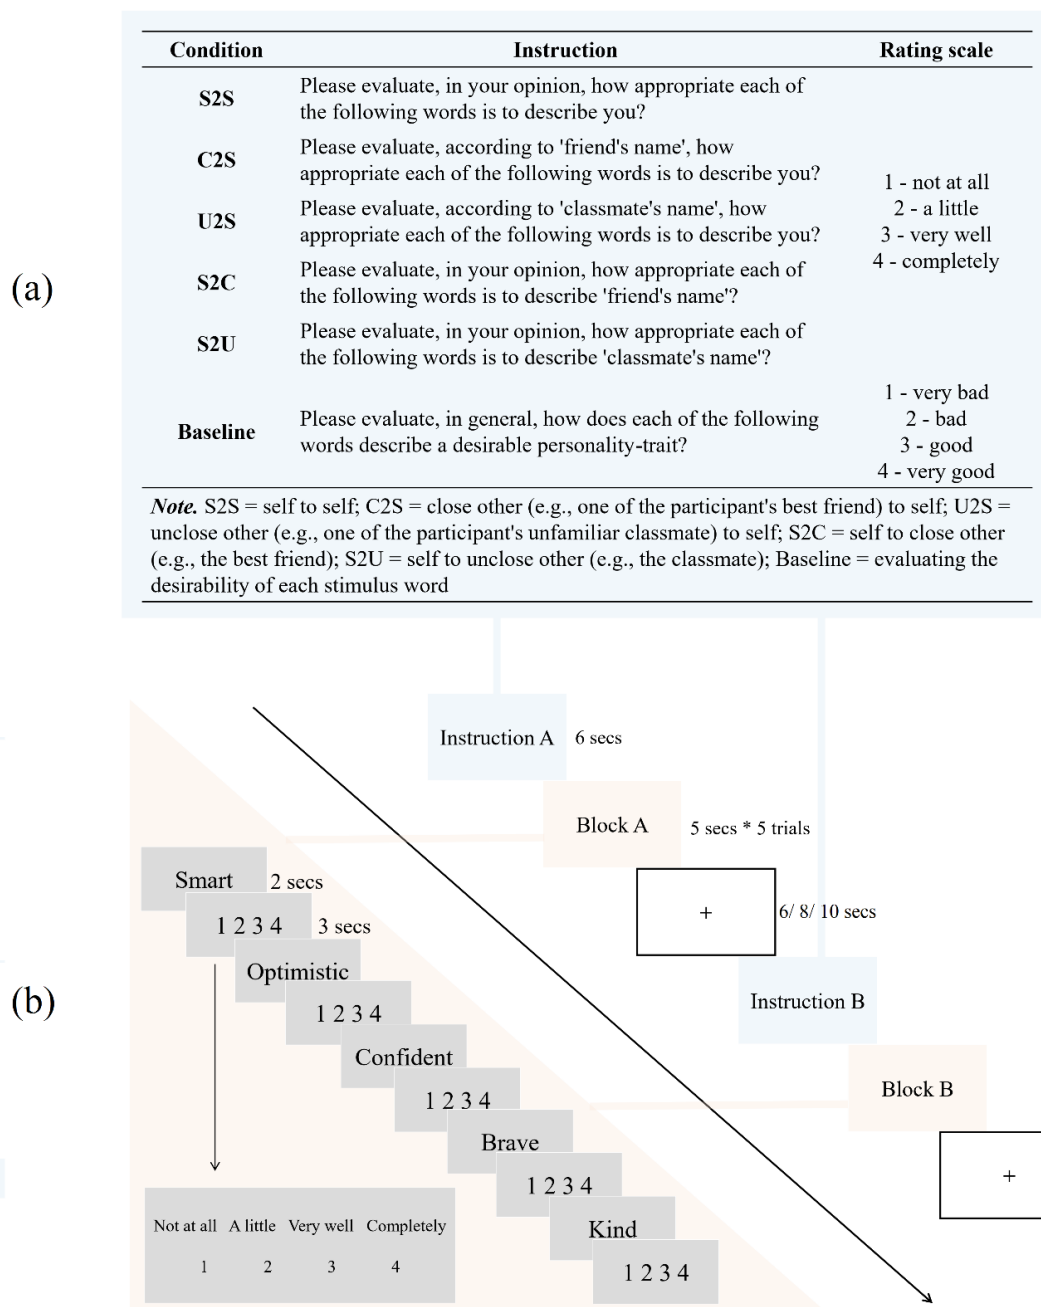 (a)
Condition Instruction Rating scale
S2S
Please evaluate, in your opinion, how appropriate each of
the following words is to describe you?
C2S
Please evaluate, according to 'friend's name', how
appropriate each of the following words is to describe you?
U2S
Please evaluate, according to 'classmate's name', how
appropriate each of the following words is to describe you?
S2C
Please evaluate, in your opinion, how appropriate each of
the following words is to describe 'friend's name'?
S2U
Please evaluate, in your opinion, how appropriate each of
the following words is to describe 'classmate's name'?
1 - not at all
2 - a little
3 - very well
4 - completely
Baseline
Please evaluate, in general, how does each of the following
words describe a desirable personality-trait?
1 - very bad
2 - bad
3 - good
4 - very good
Note. S2S = self to self; C2S = close other (e.g., one of the participant's best friend) to self; U2S =
unclose other (e.g., one of the participant's unfamiliar classmate) to self; S2C = self to close other
(e.g., the best friend); S2U = self to unclose other (e.g., the classmate); Baseline = evaluating the
desirability of each stimulus word
(b)
Instruction A 6 secs
Block A 5 secs * 5 trials
+ 6/ 8/ 10 secs
Instruction B
Block B
+
Smart 2 secs
1 2 3 4 3 secs
Optimistic
1 2 3 4
Confident
1 2 3 4
Brave
1 2 3 4
Kind
1 2 3 4
Not at all A little Very well Completely
1 2 3 4